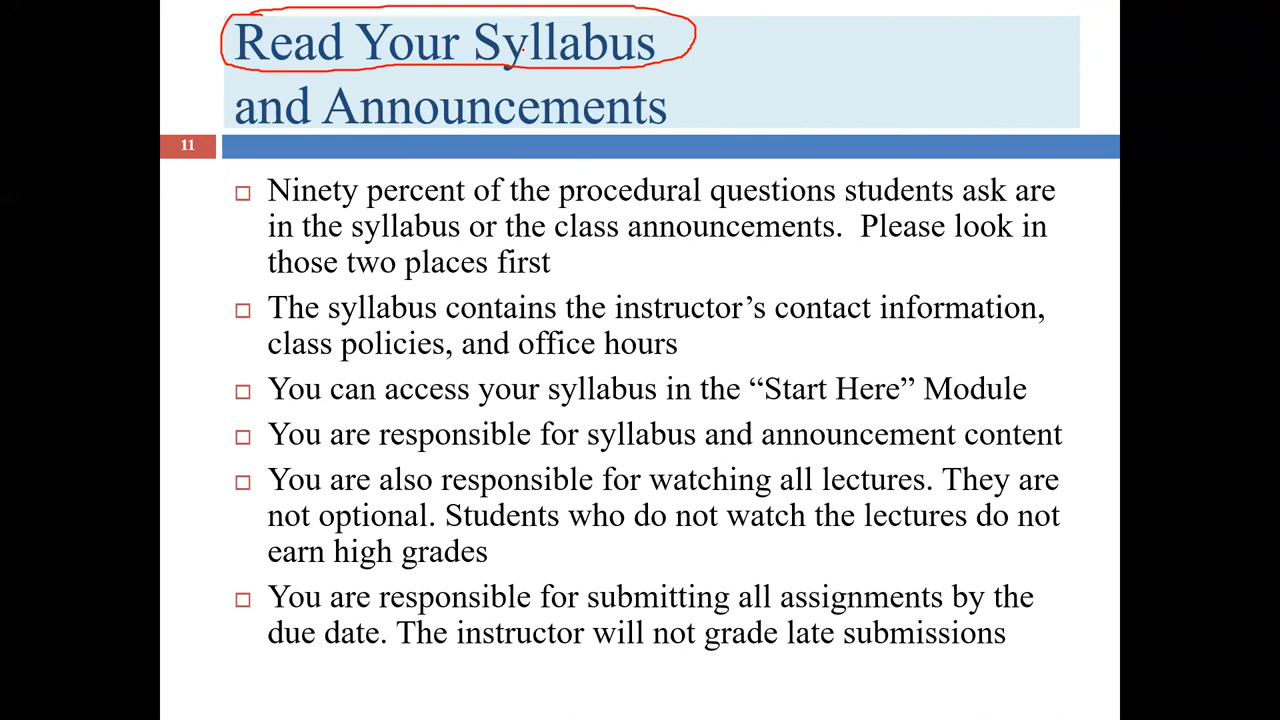 Read Your Syllabus
and Announcements
11
Ninety percent of the procedural questions students ask are
in the syllabus or the class announcements.  Please look in
those two places first
The syllabus contains the instructor’s contact information,
class policies, and office hours
You can access your syllabus in the “Start Here” Module
You are responsible for syllabus and announcement content
You are also responsible for watching all lectures. They are
not optional. Students who do not watch the lectures do not
earn high grades
You are responsible for submitting all assignments by the
due date. The instructor will not grade late submissions